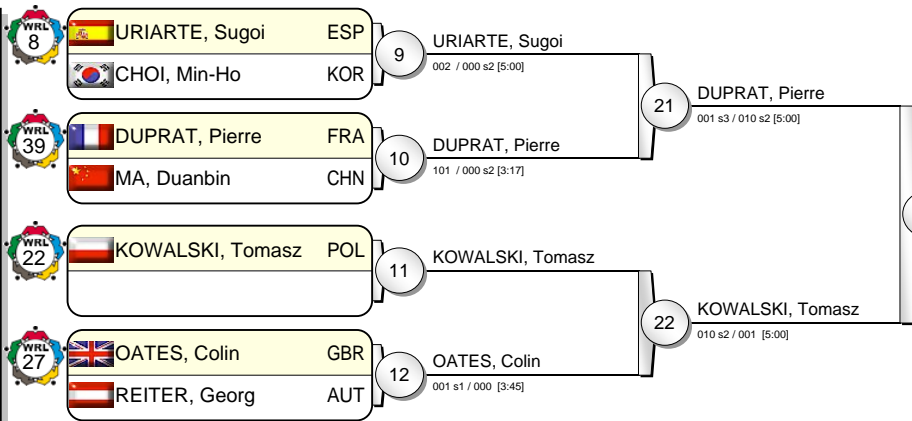 WRL
8
URIARTE, Sugoi ESP
CHOI, Min-Ho KOR
9
URIARTE, Sugoi
002 / 000 s2 [5:00]
WRL
39
DUPRAT, Pierre FRA
MA, Duanbin CHN
10
DUPRAT, Pierre
101 / 000 s2 [3:17]
21
DUPRAT, Pierre
001 s3 / 010 s2 [5:00]
WRL
22
KOWALSKI, Tomasz POL
11
KOWALSKI, Tomasz
WRL
27
OATES, Colin GBR
REITER, Georg AUT
12
OATES, Colin
001 s1 / 000 [3:45]
22
KOWALSKI, Tomasz
010 s2 / 001 [5:00]